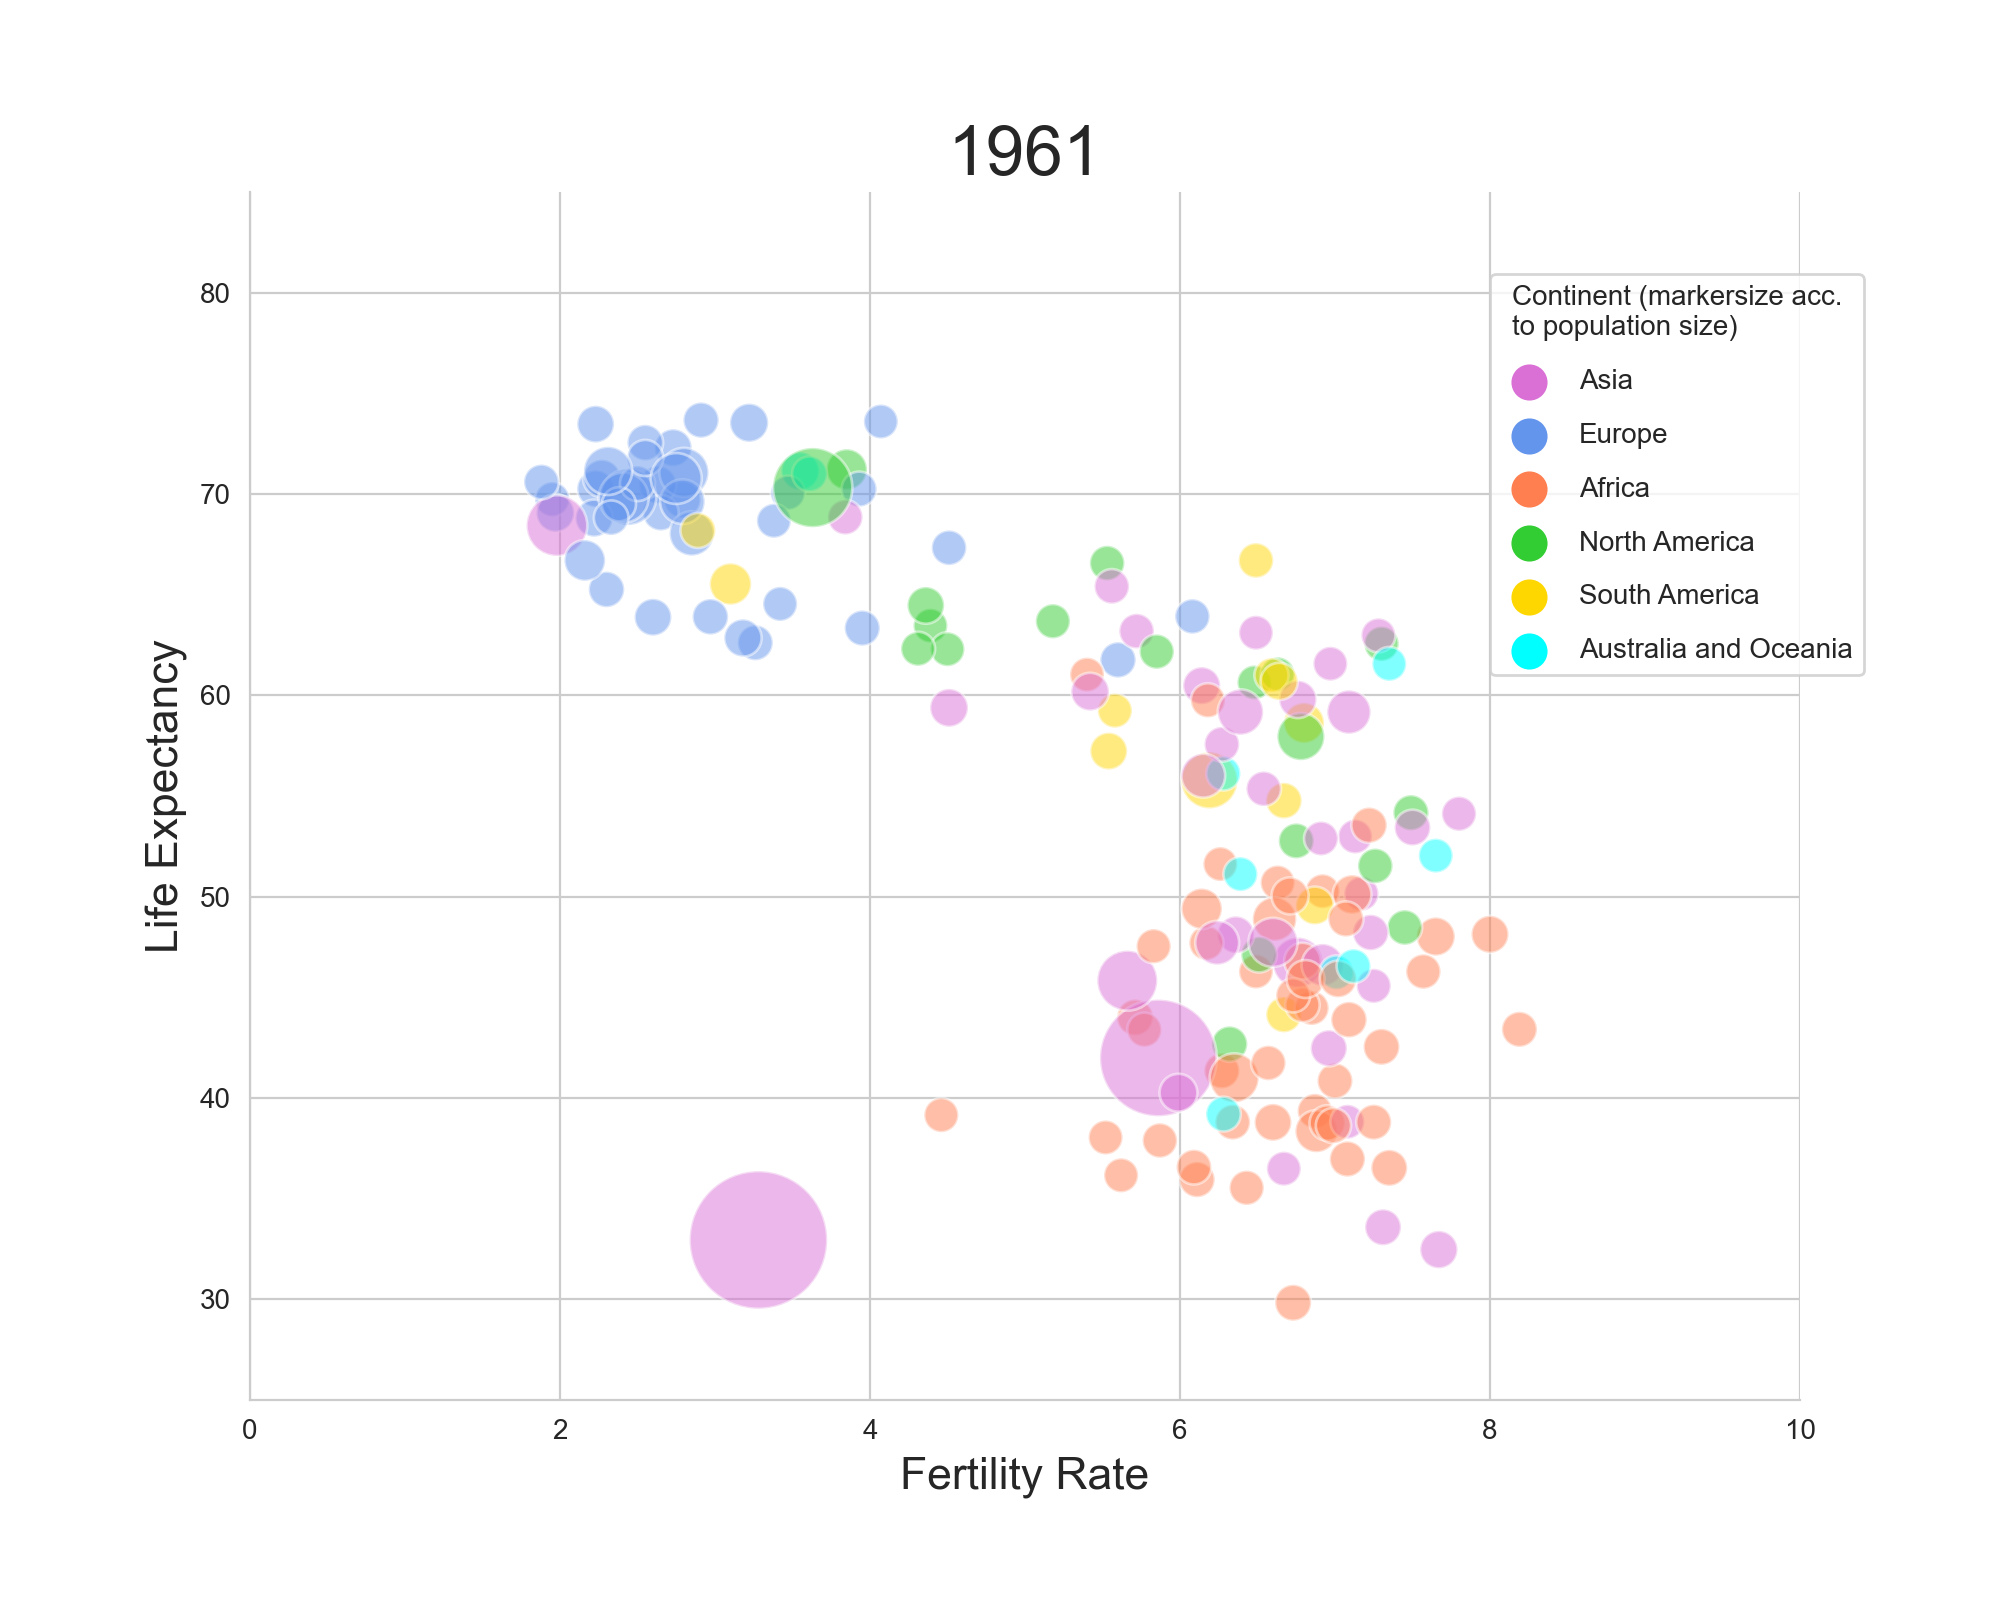 1961
80
70
60
50
40
30
Life Expectancy
0 2 4 6 8 10
Fertility Rate
Continent (markersize acc.
to population size)
Asia
Europe
Africa
North America
South America
Australia and Oceania